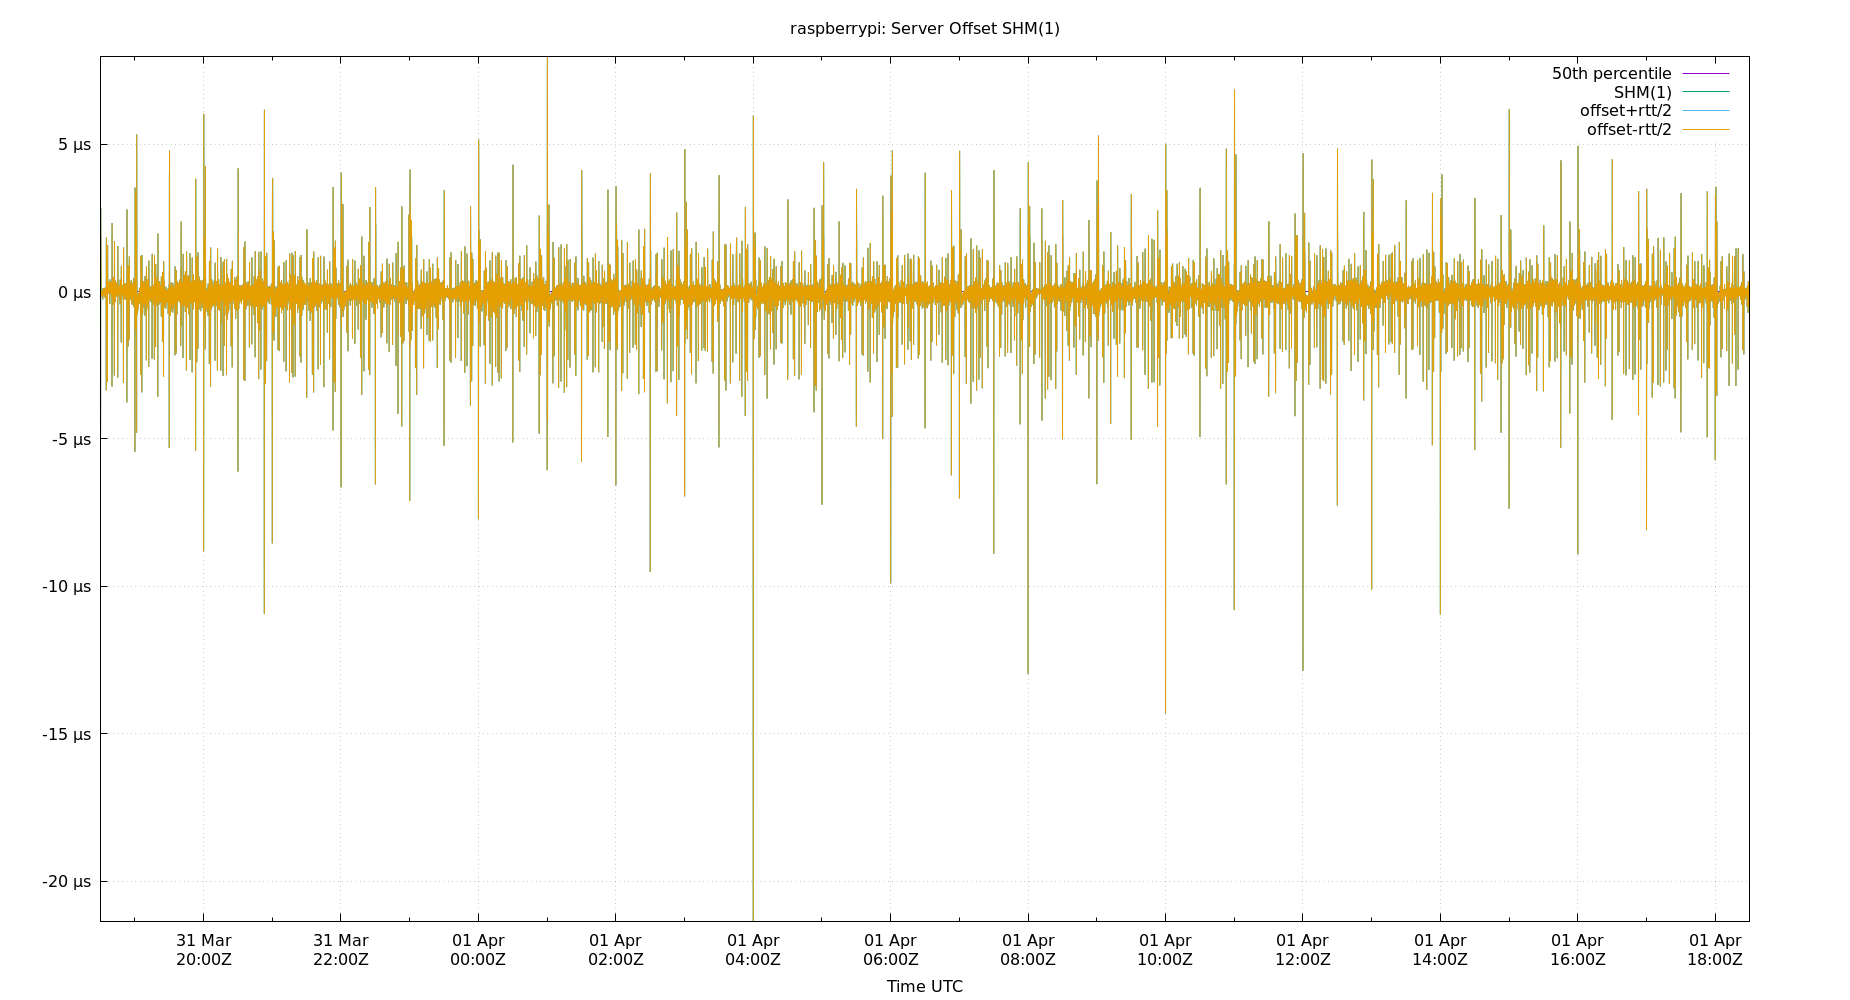 raspberrypi: Server Offset SHM(1)
50th percentile
SHM(1)
offset+rtt/2
offset-rtt/2
5 µs
0 µs
-5 µs
-10 µs
-15 µs
-20 µs
31 Mar 31 Mar 01 Apr 01 Apr 01 Apr 01 Apr 01 Apr 01 Apr 01 Apr 01 Apr 01 Apr 01 Apr
20:00Z 22:00Z 00:00Z 02:00Z 04:00Z 06:00Z 08:00Z 10:00Z 12:00Z 14:00Z 16:00Z 18:00Z
Time UTC